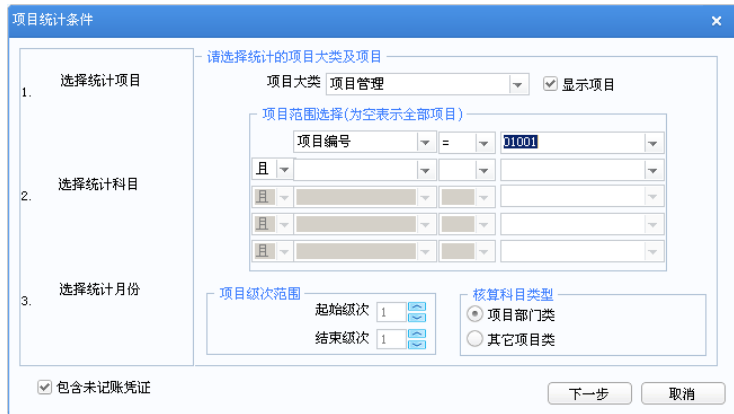 项目统计条件
请选择统计的项目大类及项目
1. 选择统计项目
项目大类 项目管理 显示项目
项目范围选择(为空表示全部项目)
项目编号 = 01001
且
2. 选择统计科目
且
且
且
3. 选择统计月份
项目级次范围
起始级次 1
结束级次 1
核算科目类型
项目部门类
其它项目类
包含未记账凭证
下一步 取消